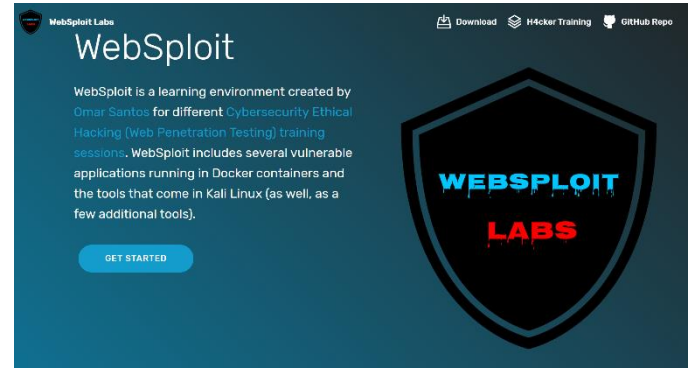 WebSploit Labs
Download
H4cker Training
GitHub Repo
WebSploit
WebSploit is a learning environment created by
Omar Santos for different Cybersecurity Ethical
Hacking (Web Penetration Testing) training
sessions. WebSploit includes several vulnerable
applications running in Docker containers and
the tools that come in Kali Linux (as well, as a
few additional tools).
GET STARTED
WEBSPLOIT
LABS